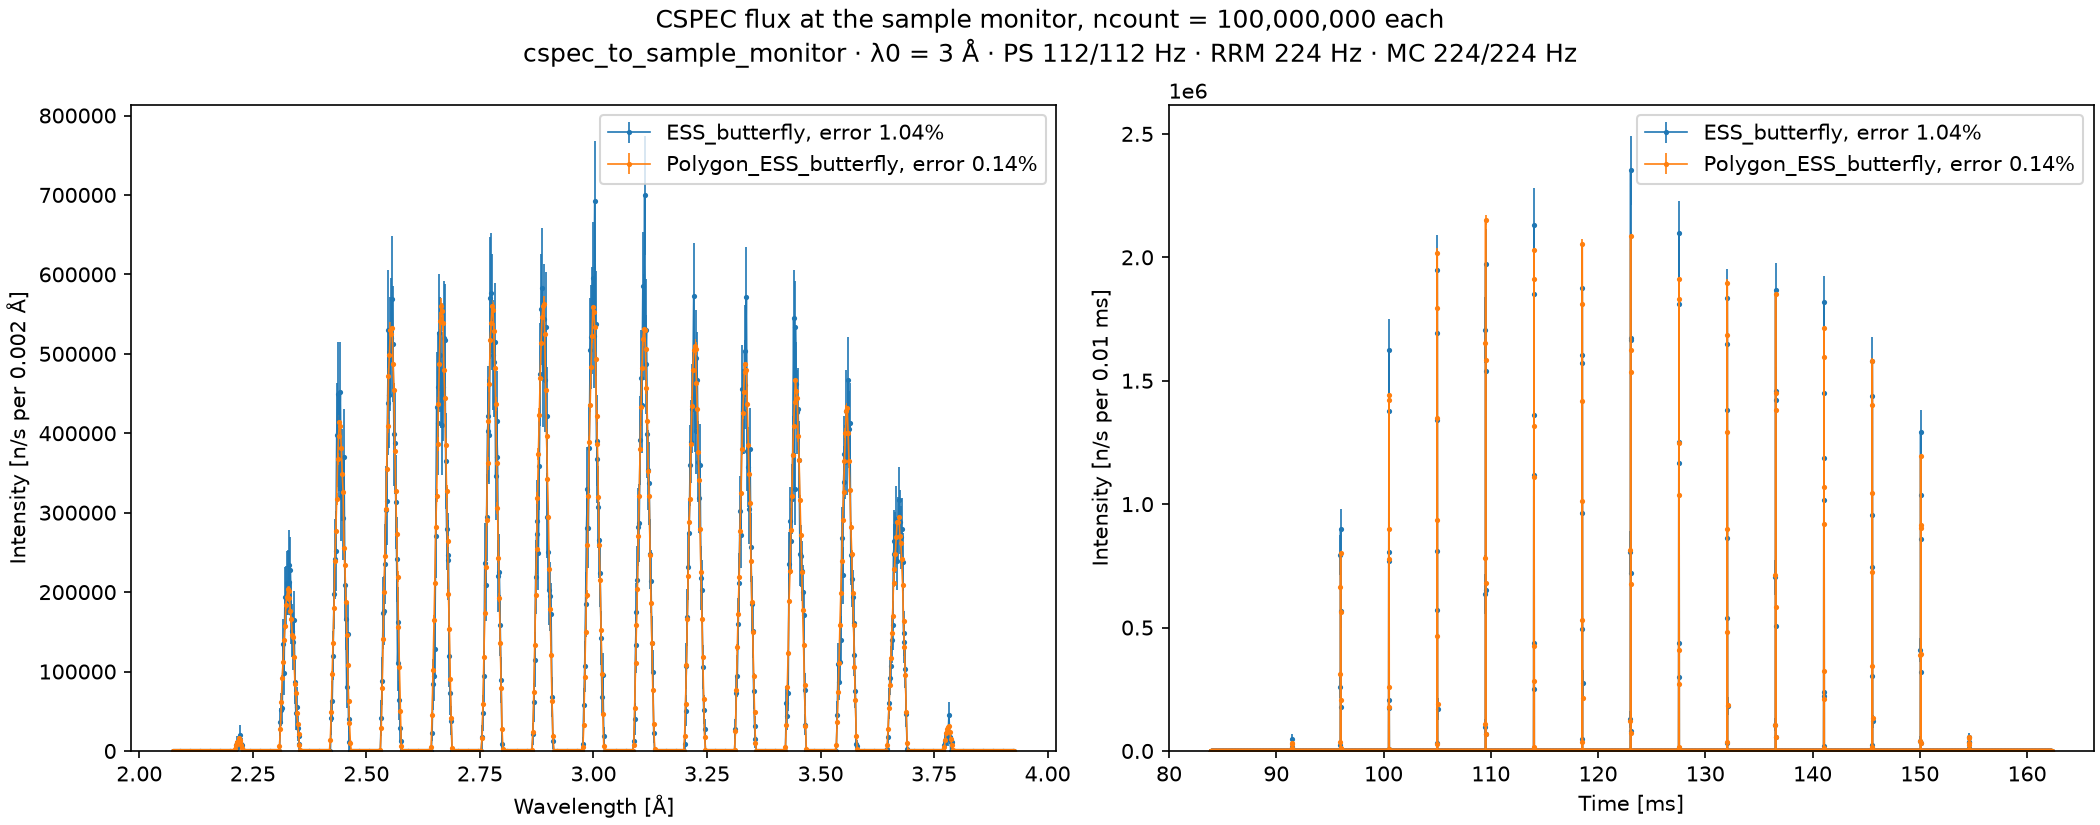 CSPEC flux at the sample monitor, ncount = 100,000,000 each
cspec_to_sample_monitor · λ0 = 3 Å · PS 112/112 Hz · RRM 224 Hz · MC 224/224 Hz
800000
700000
600000
500000
400000
300000
200000
100000
0
Intensity [n/s per 0.002 Å]
ESS_butterfly, error 1.04%
Polygon_ESS_butterfly, error 0.14%
2.00 2.25 2.50 2.75 3.00 3.25 3.50 3.75 4.00
Wavelength [Å]
1e6
2.5
2.0
1.5
1.0
0.5
0.0
Intensity [n/s per 0.01 ms]
ESS_butterfly, error 1.04%
Polygon_ESS_butterfly, error 0.14%
80 90 100 110 120 130 140 150 160
Time [ms]